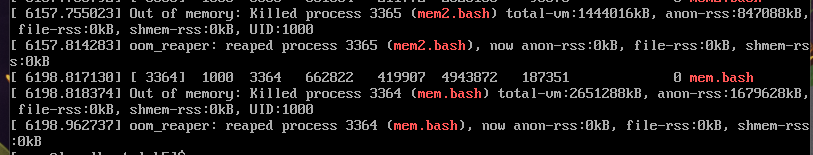 [ 6157.755023] Out of memory: Killed process 3365 (mem2.bash) total-vm:1444016kB, anon-rss:847088kB,
 file-rss:0kB, shmem-rss:0kB, UID:1000
[ 6157.814283] oom_reaper: reaped process 3365 (mem2.bash), now anon-rss:0kB, file-rss:0kB, shmem-rs
s:0kB
[ 6198.817130] [ 3364]  1000  3364   662822   419907  4943872   187351             0 mem.bash
[ 6198.818374] Out of memory: Killed process 3364 (mem.bash) total-vm:2651288kB, anon-rss:1679628kB,
 file-rss:0kB, shmem-rss:0kB, UID:1000
[ 6198.962737] oom_reaper: reaped process 3364 (mem.bash), now anon-rss:0kB, file-rss:0kB, shmem-rss
:0kB